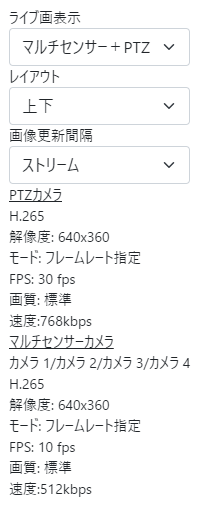 ライブ画表示
マルチセンサー＋PTZ
レイアウト
上下
画像更新間隔
ストリーム
PTZカメラ
H.265
解像度: 640x360
モード: フレームレート指定
FPS: 30 fps
画質: 標準
速度:768kbps
マルチセンサーカメラ
カメラ 1/カメラ 2/カメラ 3/カメラ 4
H.265
解像度: 640x360
モード: フレームレート指定
FPS: 10 fps
画質: 標準
速度:512kbps